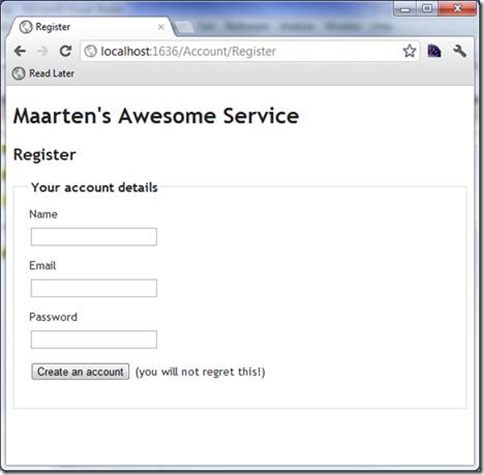 Register
localhost:1636/Account/Register
Read Later
Maarten's Awesome Service
Register
Your account details
Name
Email
Password
Create an account (you will not regret this!)